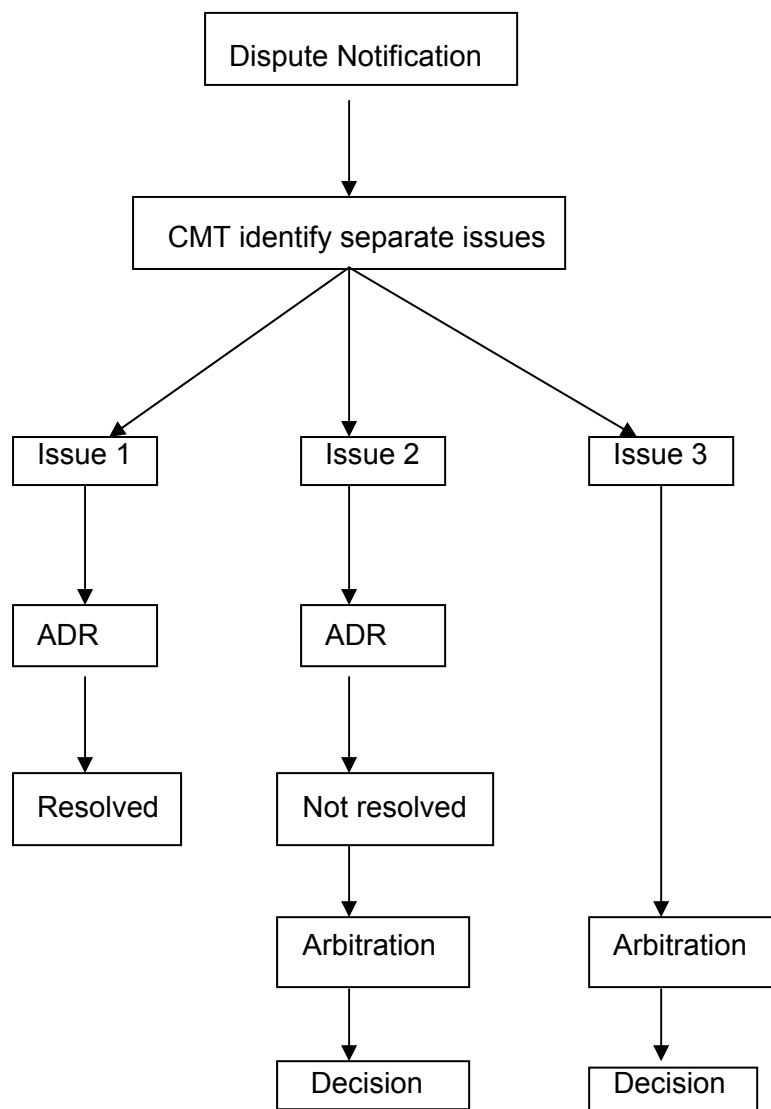 Dispute Notification
CMT identify separate issues
Issue 1
Issue 2
Issue 3
ADR
ADR
Resolved
Not resolved
Arbitration
Arbitration
Decision
Decision